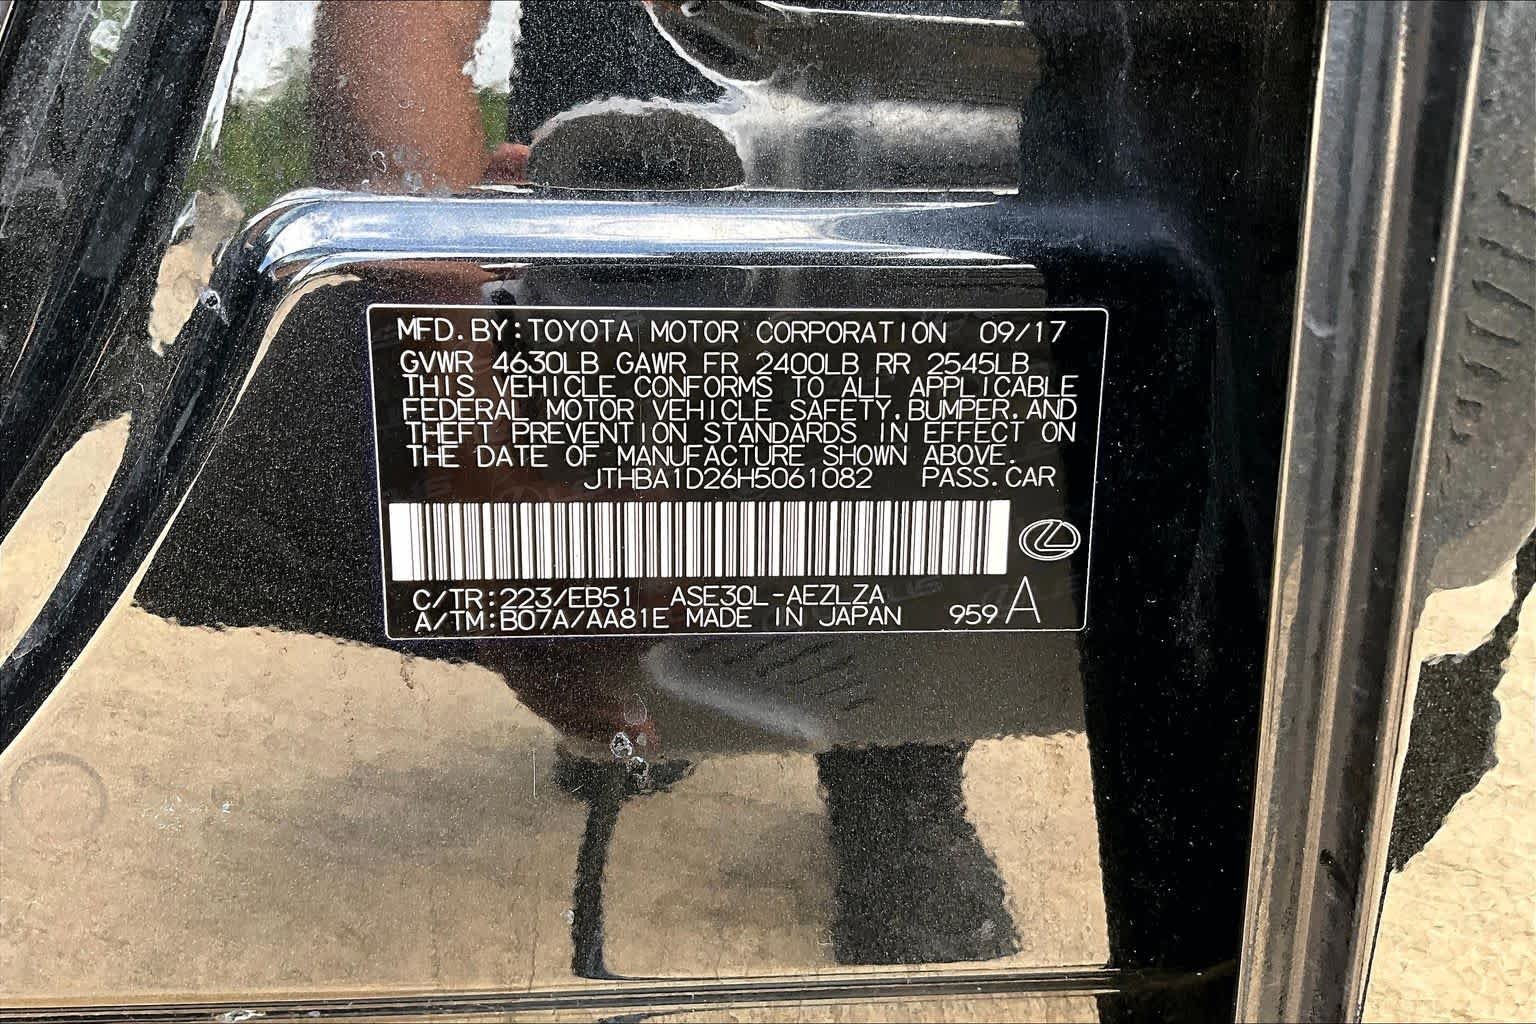 MFD.BY:TOYOTA MOTOR CORPORATION 09/17
GVWR 4630LB GAWR FR 2400LB RR 2545LB
THIS VEHICLE CONFORMS TO ALL APPLICABLE
FEDERAL MOTOR VEHICLE SAFETY,BUMPER,AND
THEFT PREVENTION STANDARDS IN EFFECT ON
THE DATE OF MANUFACTURE SHOWN ABOVE.
JTHBA1D26H5061082 PASS.CAR
C/TR:223/EB51 ASE30L-AEZLZA
A/TM:B07A/AA81E MADE IN JAPAN 959 A